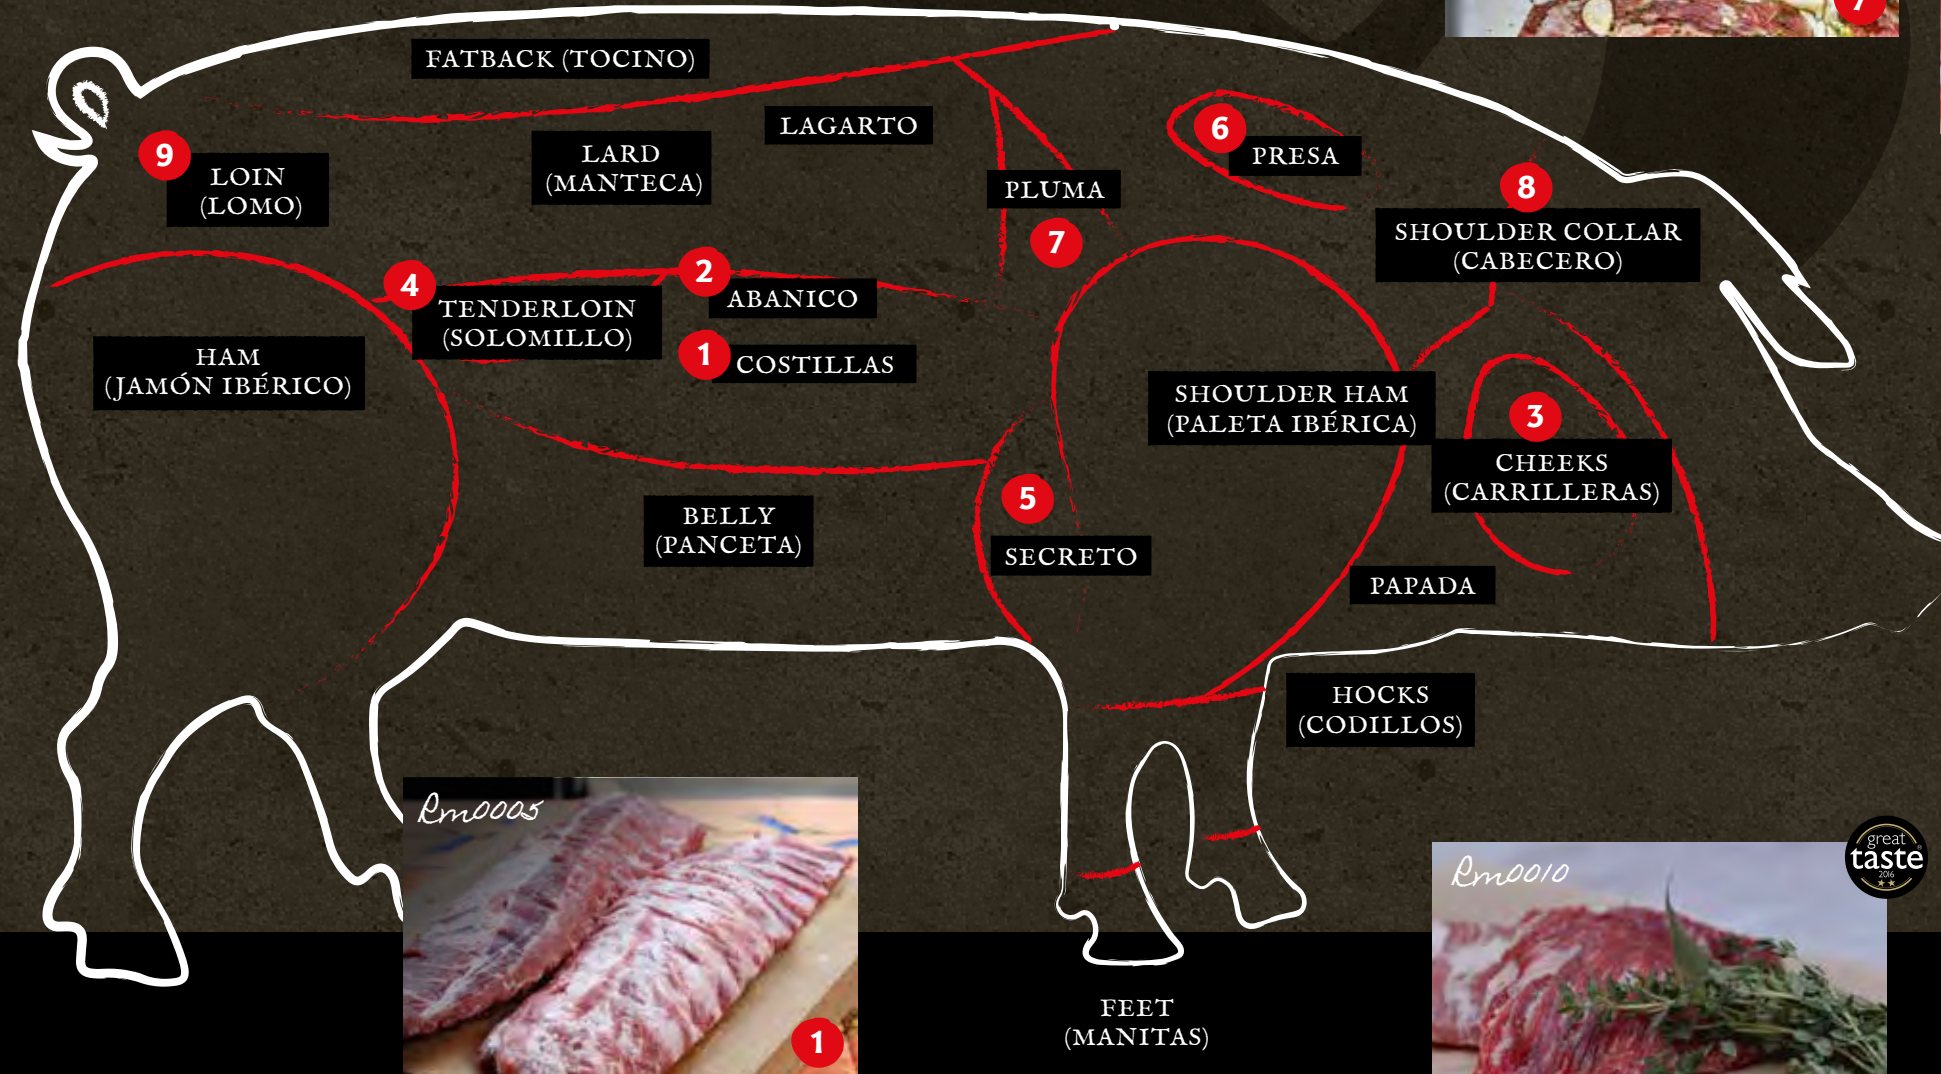 7
FATBACK (TOCINO)
LAGARTO
6
PRESA
9
LOIN
(LOMO)
LARD
(MANTECA)
PLUMA
7
8
SHOULDER COLLAR
(CABECERO)
4
TENDERLOIN
(SOLOMILLO)
2
ABANICO
1
COSTILLAS
HAM
(JAMÓN IBÉRICO)
SHOULDER HAM
(PALETA IBÉRICA)
3
CHEEKS
(CARRILLERAS)
BELLY
(PANCETA)
5
SECRETO
PAPADA
HOCKS
(CODILLOS)
Rm0005
1
FEET
(MANITAS)
Rm0010
great
taste
2016